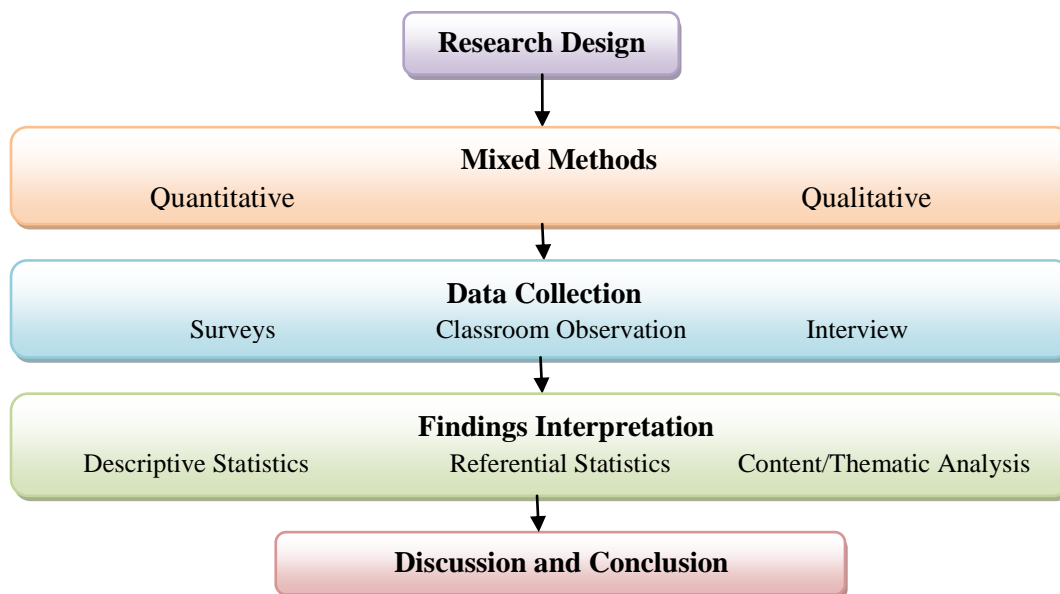 Research Design
Mixed Methods
Quantitative Qualitative
Data Collection
Surveys Classroom Observation Interview
Findings Interpretation
Descriptive Statistics Referential Statistics Content/Thematic Analysis
Discussion and Conclusion